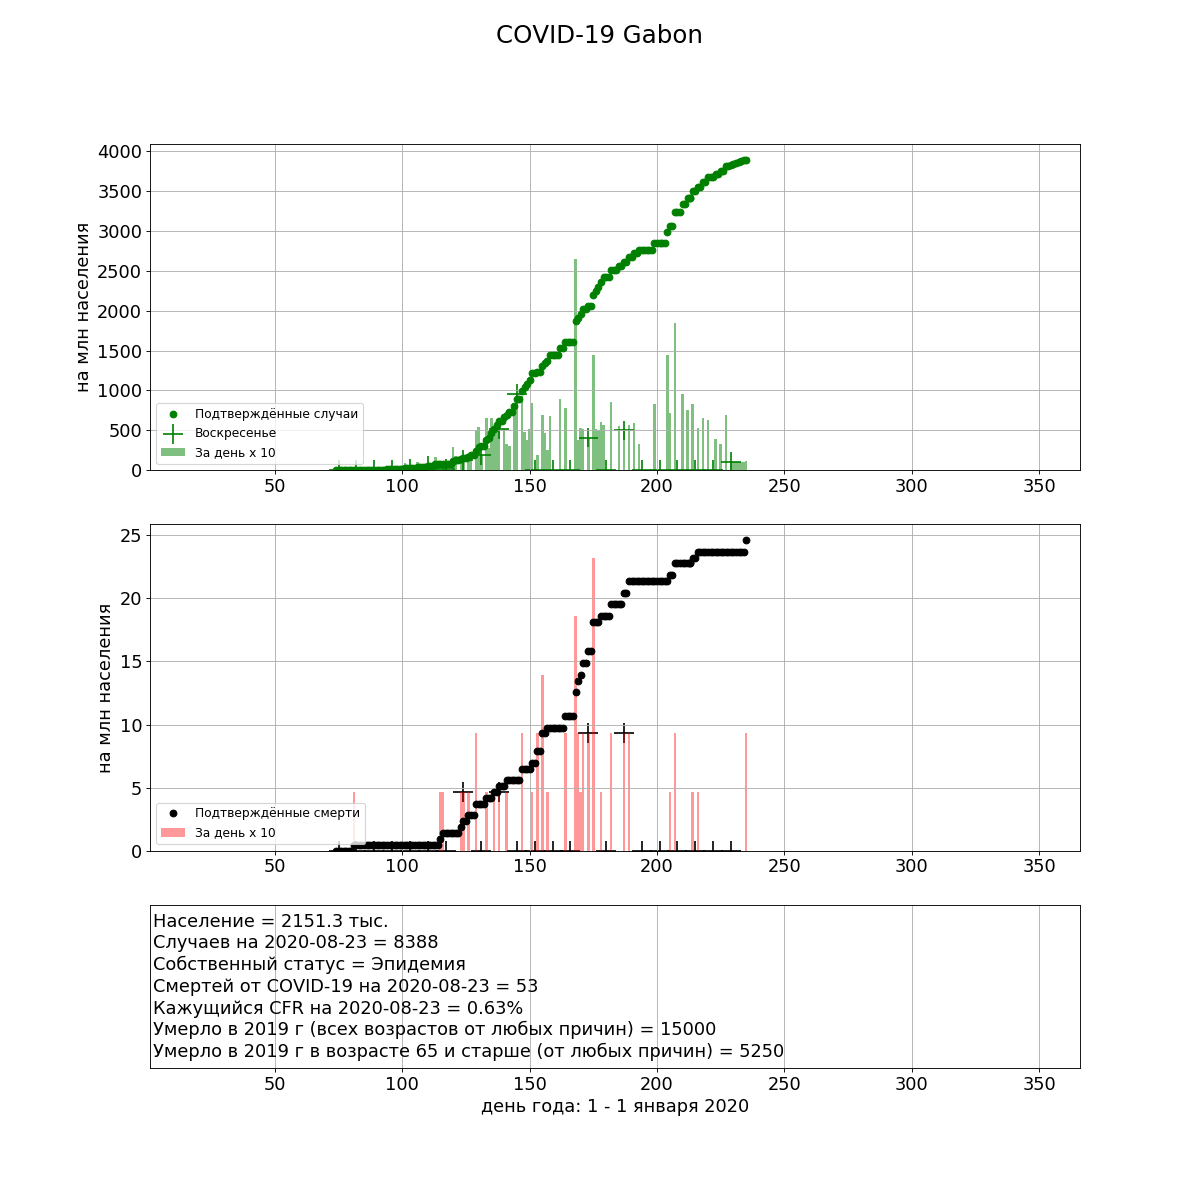 COVID-19 Gabon
4000
3500
3000
2500
2000
1500
1000
500
0
на млн населения
Подтверждённые случаи
Воскресенье
За день x 10
50 100 150 200 250 300 350
25
20
15
10
5
0
на млн населения
Подтверждённые смерти
За день x 10
50 100 150 200 250 300 350
Население = 2151.3 тыс.
Случаев на 2020-08-23 = 8388
Собственный статус = Эпидемия
Смертей от COVID-19 на 2020-08-23 = 53
Кажущийся CFR на 2020-08-23 = 0.63%
Умерло в 2019 г (всех возрастов от любых причин) = 15000
Умерло в 2019 г в возрасте 65 и старше (от любых причин) = 5250
50 100 150 200 250 300 350
день года: 1 - 1 января 2020